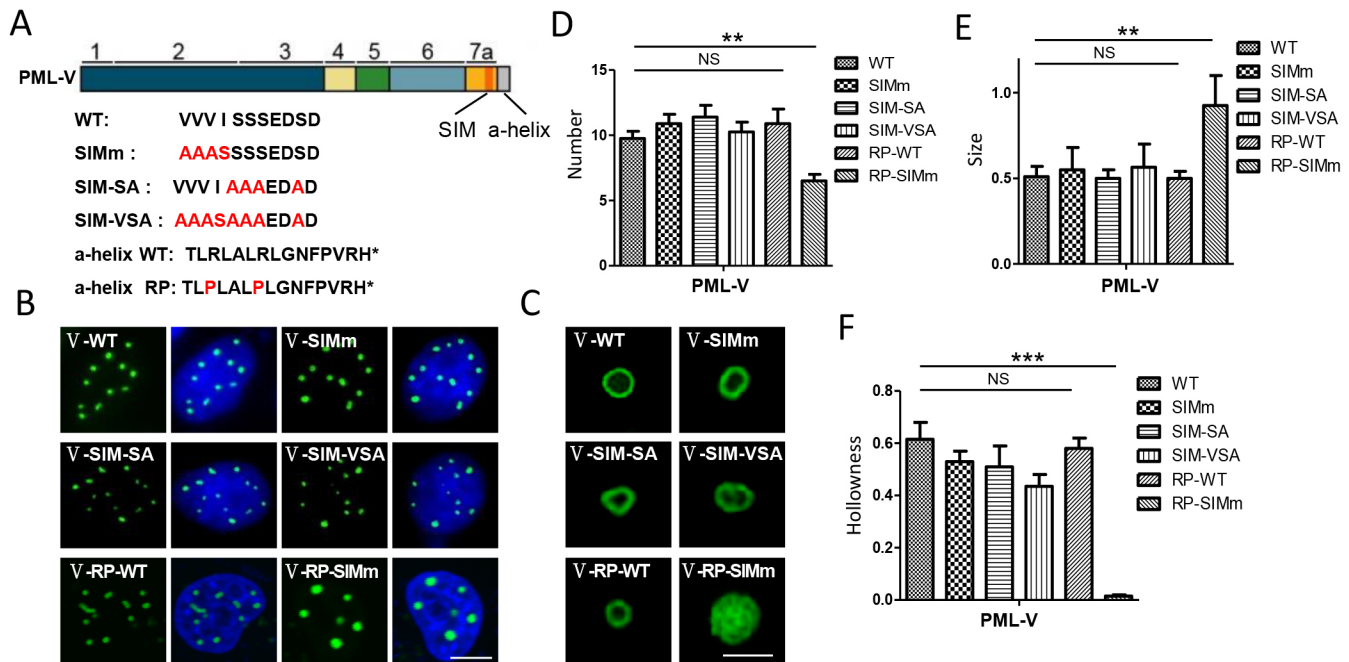 A
1 2 3 4 5 6 7a
PML-V
SIM a-helix
WT: VVV I SSSEDSD
SIMm : AAASSSSEDSD
SIM-SA : VVV I AAAEDAD
SIM-VSA : AAASAAAEDAD
a-helix WT: TLRLALRLGNFPVRH*
a-helix RP: TLPLALPLGNFPVRH*
B
V-WT V-SIMm
V-SIM-SA V-SIM-VSA
V-RP-WT V-RP-SIMm
C
V-WT V-SIMm
V-SIM-SA V-SIM-VSA
V-RP-WT V-RP-SIMm
D
**
NS
Number
15
10
5
0
PML-V
WT
SIMm
SIM-SA
SIM-VSA
RP-WT
RP-SIMm
E
**
NS
Size
1.0
0.5
0.0
PML-V
WT
SIMm
SIM-SA
SIM-VSA
RP-WT
RP-SIMm
F
***
NS
Hollowness
0.8
0.6
0.4
0.2
0.0
PML-V
WT
SIMm
SIM-SA
SIM-VSA
RP-WT
RP-SIMm